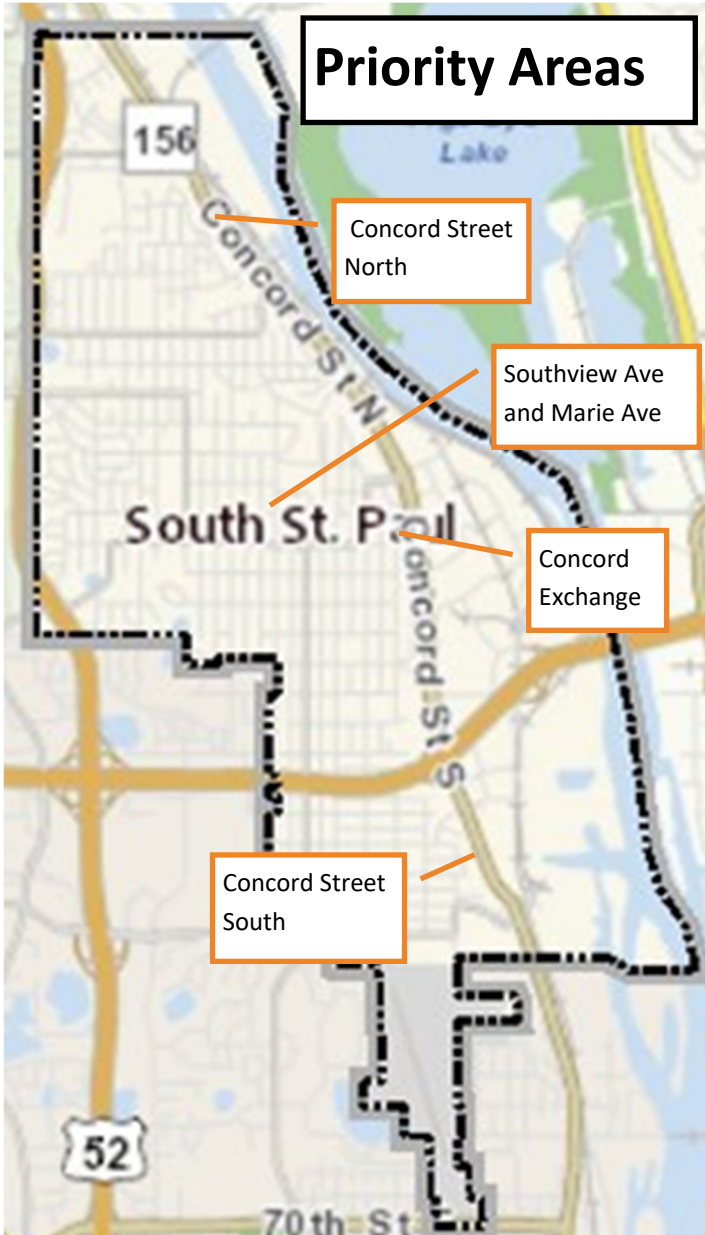 Priority Areas
Lake
156
Concord Street
North
Concord St N
Southview Ave
and Marie Ave
South St. Paul
Concord
Exchange
Concord St S
Concord Street
South
52
70th St